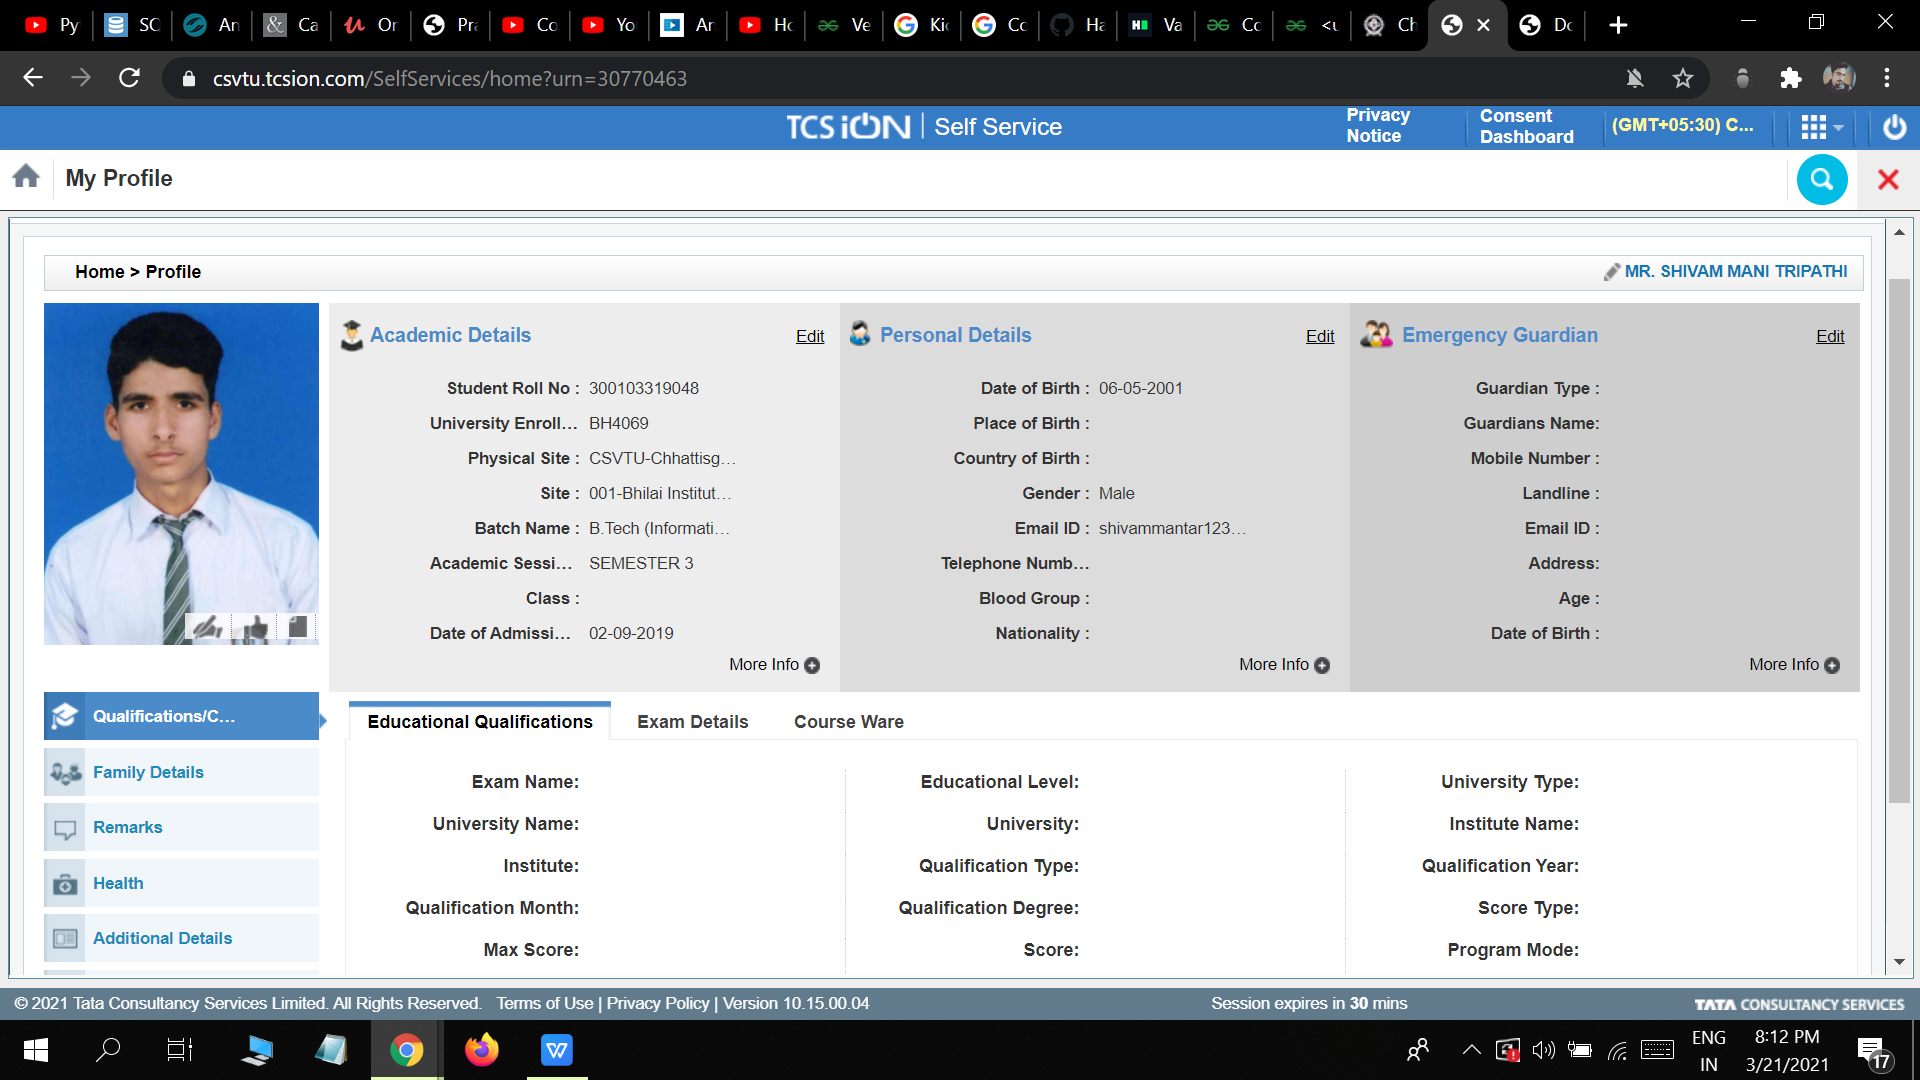 Py
SC
An
Ca
Or
Pra
Co
Yo
An
Ho
Ve
Kic
Co
Ha
Va
Co
<u
Ch
Dc
csvtu.tcsion.com/SelfServices/home?urn=30770463
TCS iON | Self Service
Privacy Notice
Consent Dashboard
(GMT+05:30) C...
My Profile
Home > Profile
MR. SHIVAM MANI TRIPATHI
Academic Details
Edit
Student Roll No : 300103319048
University Enroll... BH4069
Physical Site : CSVTU-Chhattisg...
Site : 001-Bhilai Institut...
Batch Name : B.Tech (Informati...
Academic Sessi... SEMESTER 3
Class :
Date of Admissi... 02-09-2019
More Info
Personal Details
Edit
Date of Birth : 06-05-2001
Place of Birth :
Country of Birth :
Gender : Male
Email ID : shivammantar123...
Telephone Numb...
Blood Group :
Nationality :
More Info
Emergency Guardian
Edit
Guardian Type :
Guardians Name:
Mobile Number :
Landline :
Email ID :
Address:
Age :
Date of Birth :
More Info
Qualifications/C...
Family Details
Remarks
Health
Additional Details
Educational Qualifications
Exam Details
Course Ware
Exam Name:
Educational Level:
University Type:
University Name:
University:
Institute Name:
Institute:
Qualification Type:
Qualification Year:
Qualification Month:
Qualification Degree:
Score Type:
Max Score:
Score:
Program Mode:
© 2021 Tata Consultancy Services Limited. All Rights Reserved. Terms of Use | Privacy Policy | Version 10.15.00.04
Session expires in 30 mins
TATA CONSULTANCY SERVICES
ENG
IN
8:12 PM
3/21/2021
17